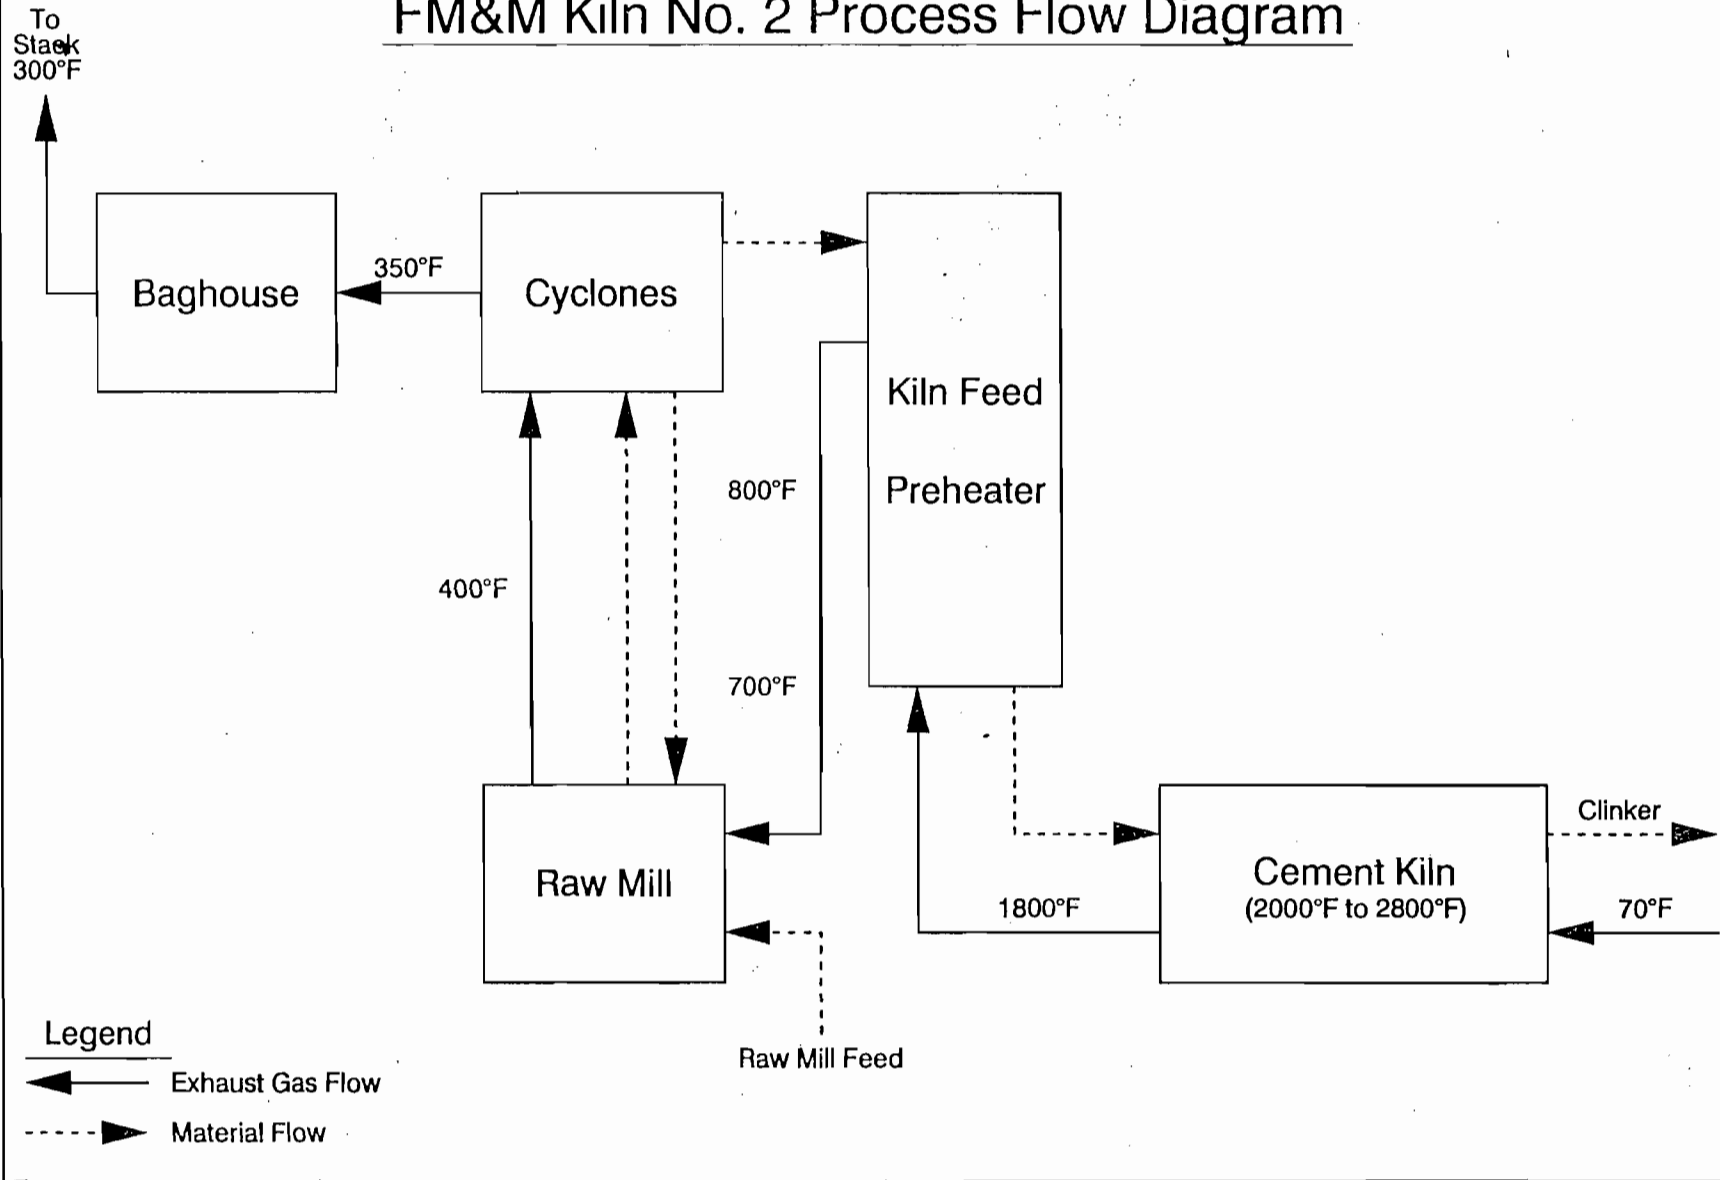 FM&M Kiln No. 2 Process Flow Diagram
To
Stack
300°F
Baghouse
350°F
Cyclones
Kiln Feed
Preheater
800°F
400°F
700°F
Raw Mill
Cement Kiln
(2000°F to 2800°F)
Clinker
1800°F
70°F
Raw Mill Feed
Legend
Exhaust Gas Flow
Material Flow